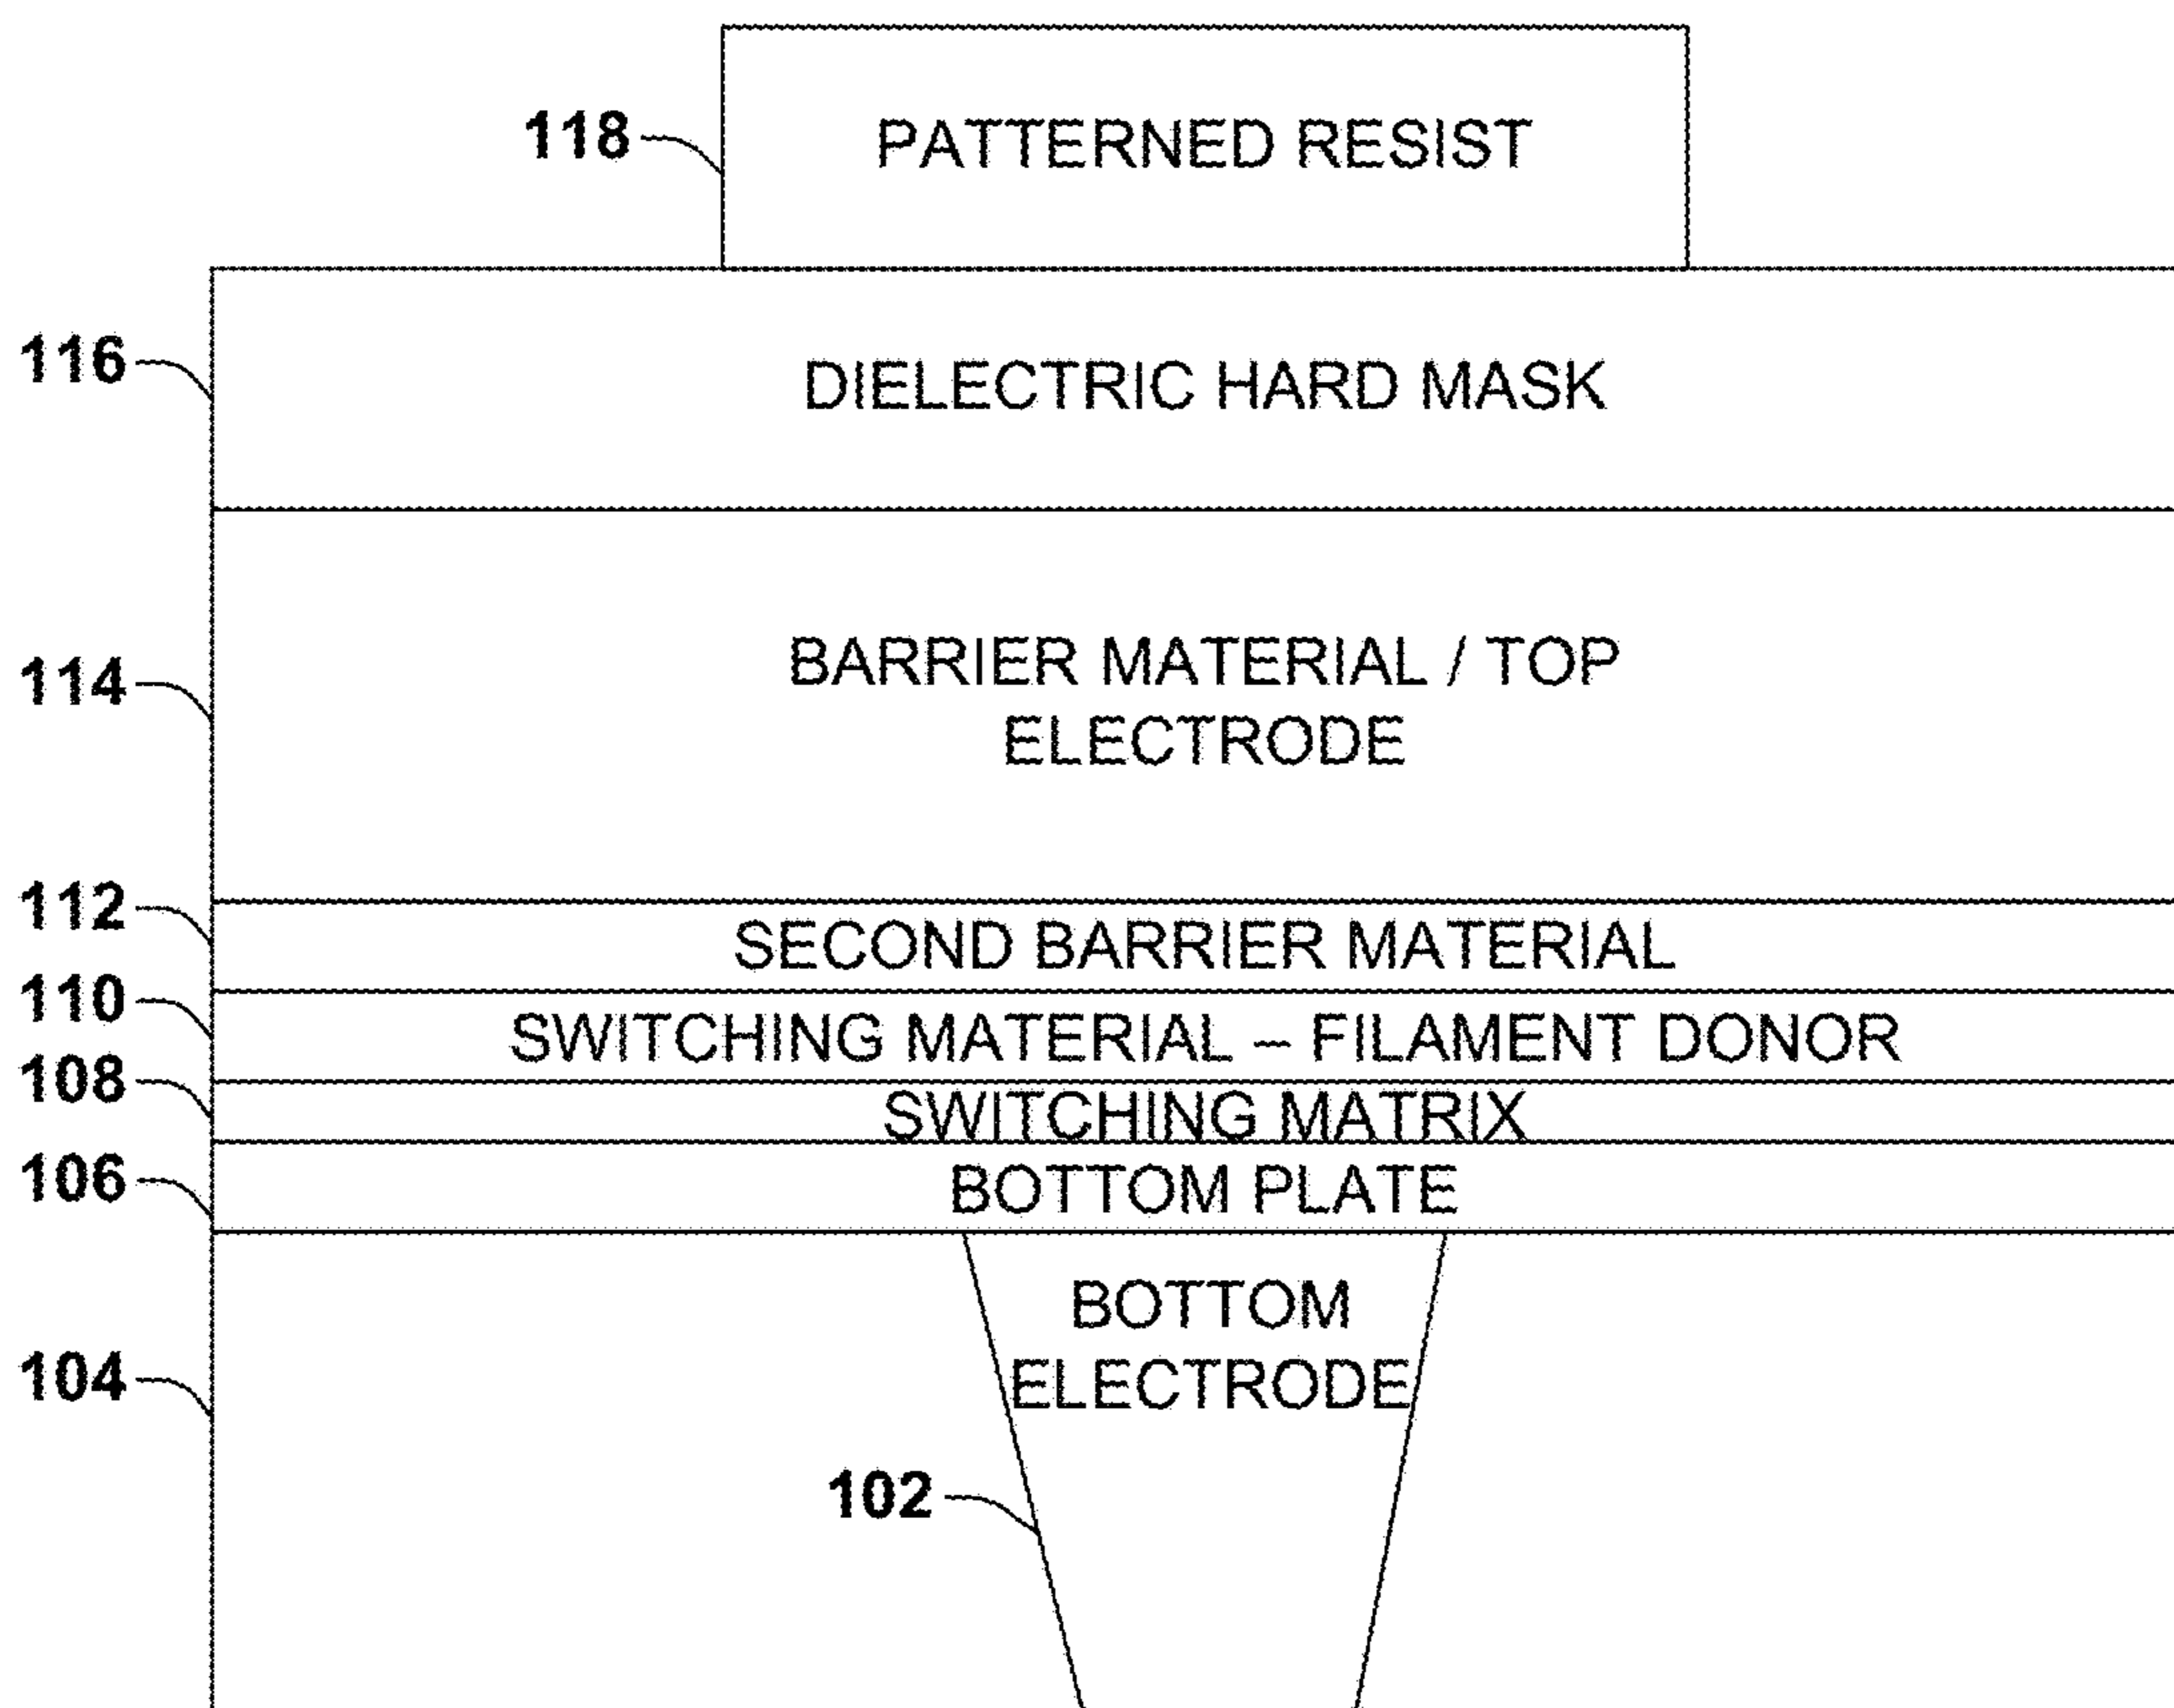 118
PATTERNED RESIST
116
DIELECTRIC HARD MASK
114
BARRIER MATERIAL / TOP
ELECTRODE
112
SECOND BARRIER MATERIAL
110
SWITCHING MATERIAL – FILAMENT DONOR
108
SWITCHING MATRIX
106
BOTTOM PLATE
104
BOTTOM
ELECTRODE
102